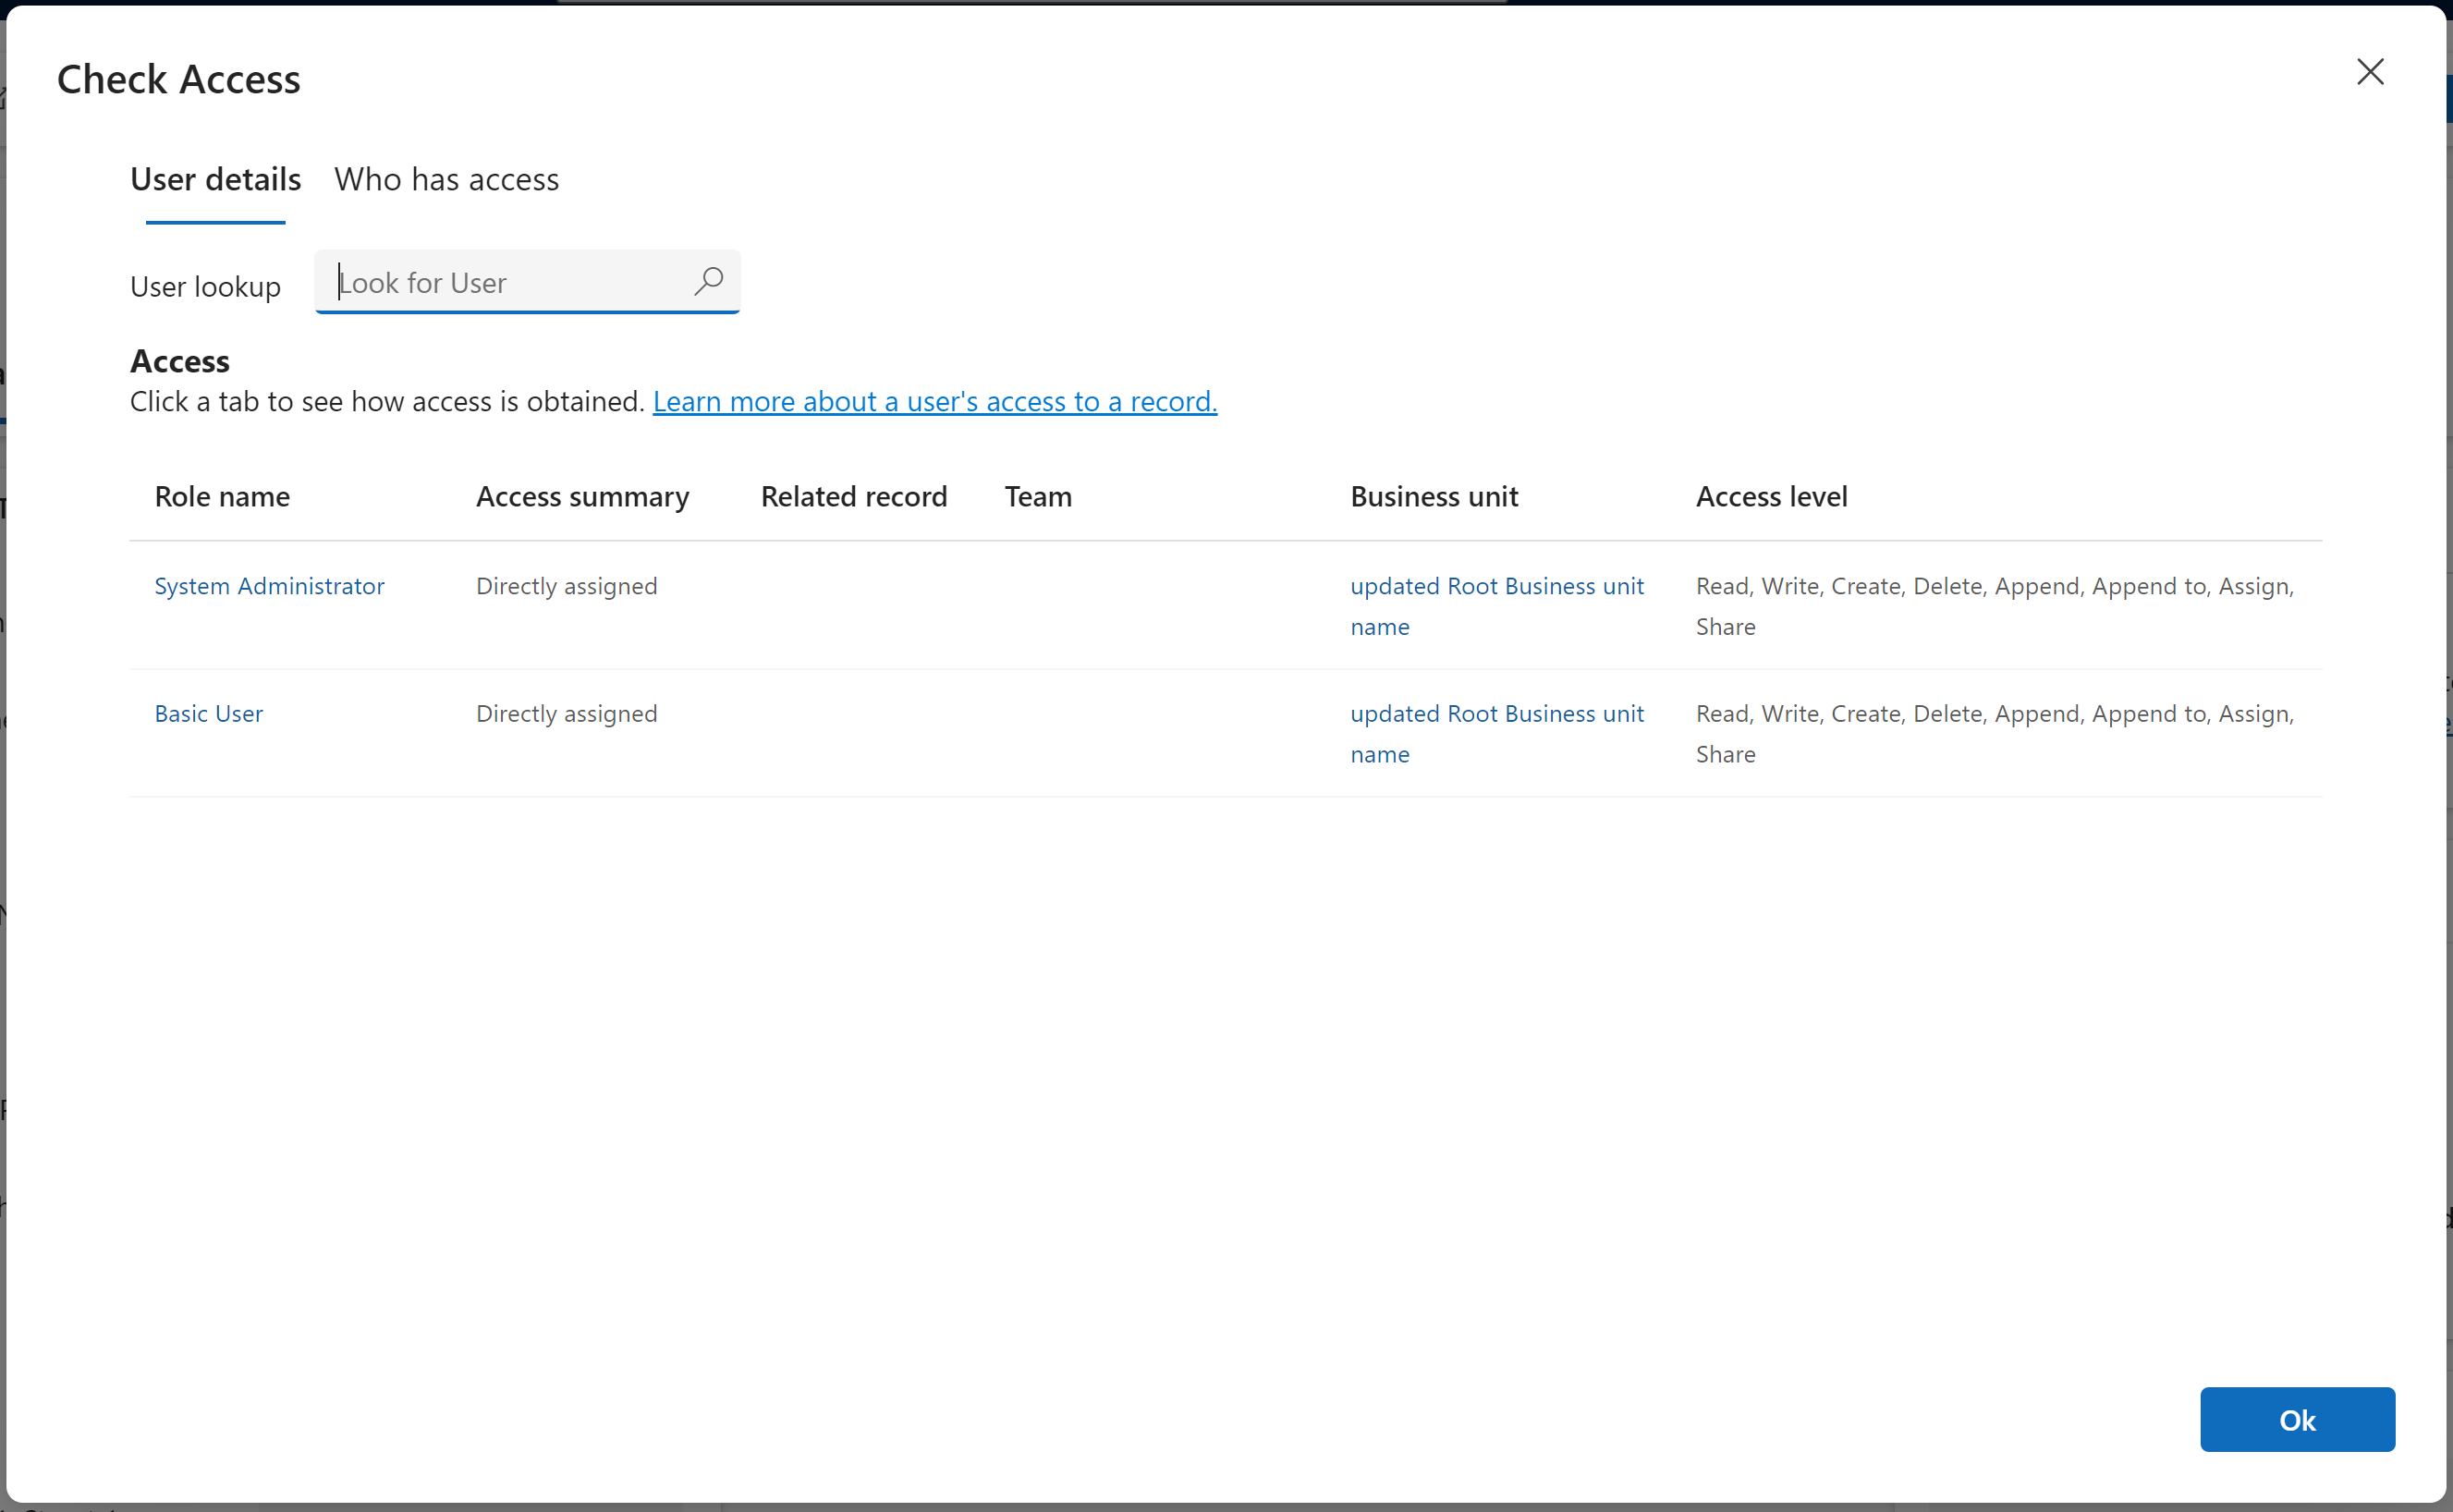 Check Access
User details Who has access
User lookup Look for User
Access
Click a tab to see how access is obtained. Learn more about a user's access to a record.
Role name Access summary Related record Team Business unit Access level
System Administrator Directly assigned updated Root Business unit Read, Write, Create, Delete, Append, Append to, Assign,
name Share
Basic User Directly assigned updated Root Business unit Read, Write, Create, Delete, Append, Append to, Assign,
name Share
Ok